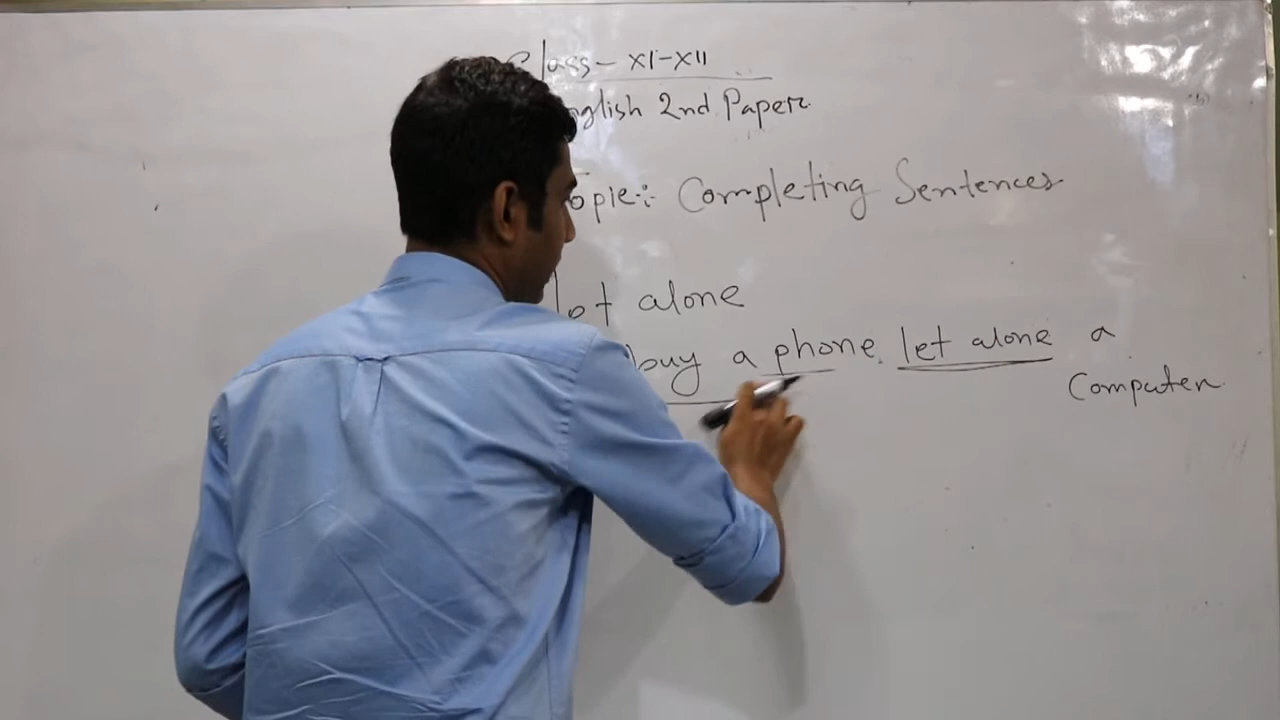 Class - XI-XII
English 2nd Paper
Topic: Completing Sentences
let alone
buy a phone let alone a
Computer